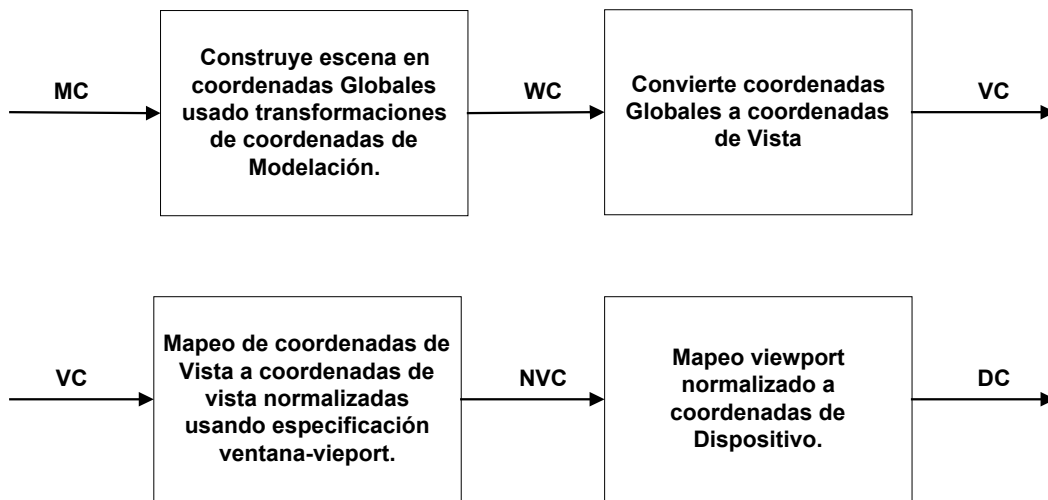 MC
Construye escena en
coordenadas Globales
usado transformaciones
de coordenadas de
Modelación.
WC
Convierte coordenadas
Globales a coordenadas
de Vista
VC
VC
Mapeo de coordenadas de
Vista a coordenadas de
vista normalizadas
usando especificación
ventana-vieport.
NVC
Mapeo viewport
normalizado a
coordenadas de
Dispositivo.
DC